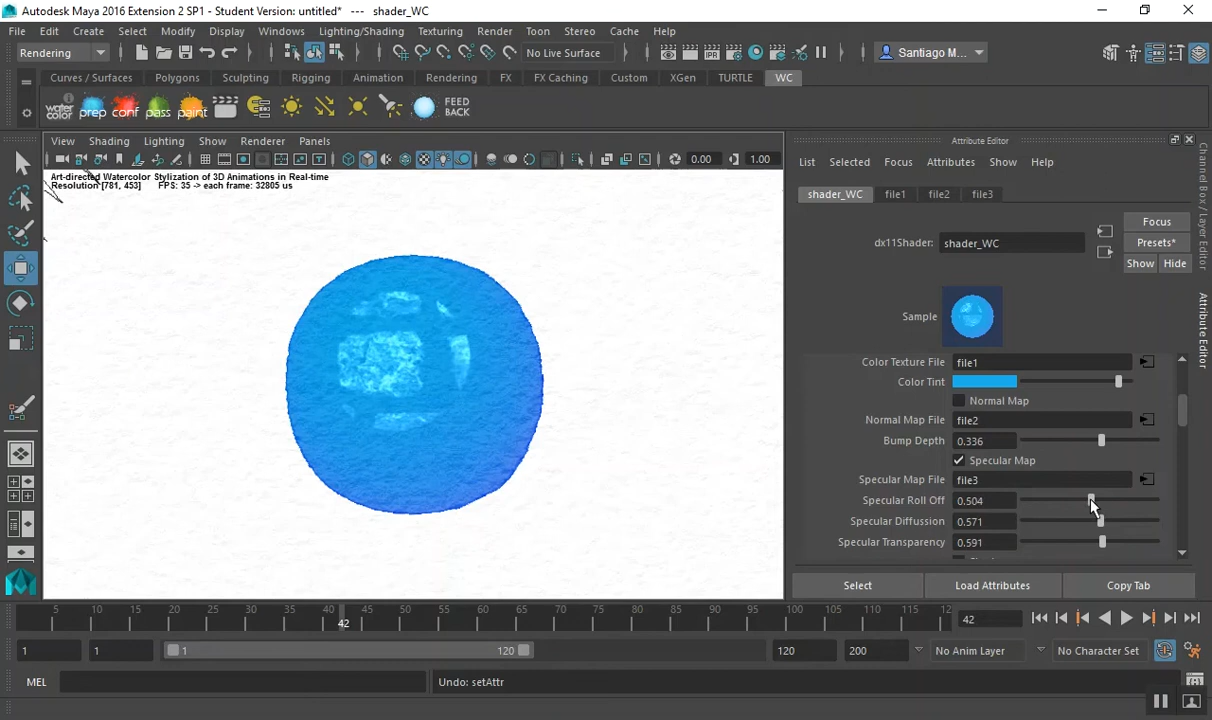 Autodesk Maya 2016 Extension 2 SP1 - Student Version: untitled* --- shader_WC
File Edit Create Select Modify Display Windows Lighting/Shading Texturing Render Toon Stereo Cache Help
Rendering No Live Surface Santiago M...
Curves / Surfaces Polygons Sculpting Rigging Animation Rendering FX FX Caching Custom XGen TURTLE WC
water color prep conf pass paint FEED BACK
View Shading Lighting Show Renderer Panels
0.00 1.00
Art-directed Watercolor Stylization of 3D Animations in Real-time
Resolution [781, 453] FPS: 35 -> each frame: 32805 us
Attribute Editor
List Selected Focus Attributes Show Help
shader_WC file1 file2 file3
Focus
dx11Shader: shader_WC Presets*
Show Hide
Sample
Color Texture File file1
Color Tint
Normal Map
Normal Map File file2
Bump Depth 0.336
Specular Map
Specular Map File file3
Specular Roll Off 0.504
Specular Diffussion 0.571
Specular Transparency 0.591
Select Load Attributes Copy Tab
Channel Box / Layer Editor
Attribute Editor
5 10 15 20 25 30 35 40 45 50 55 60 65 70 75 80 85 90 95 100 105 110 115 12
42 42
1 1 1 120 120 200 No Anim Layer No Character Set
MEL Undo: setAttr